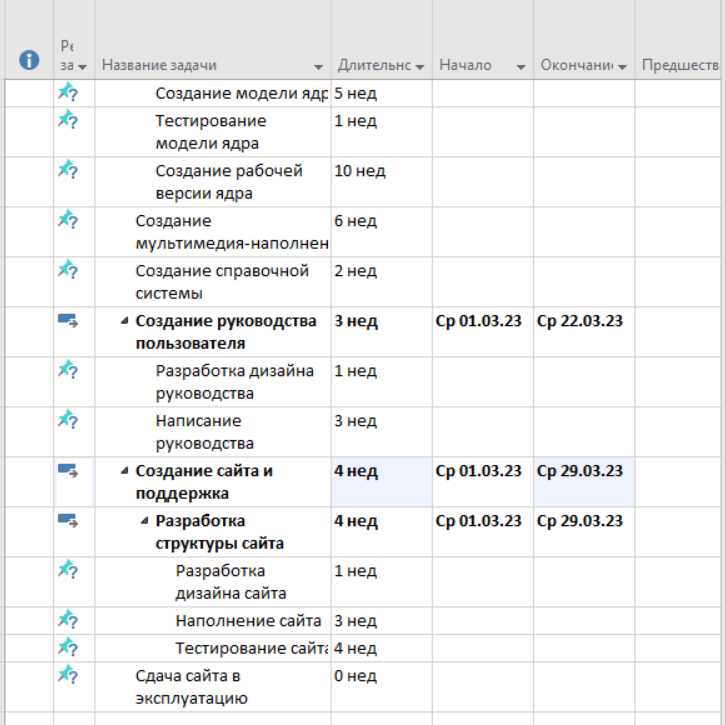 Ре
за Название задачи Длительнс Начало Окончани Предшеств
Создание модели ядр 5 нед
Тестирование 1 нед
модели ядра
Создание рабочей 10 нед
версии ядра
Создание 6 нед
мультимедия-наполнен
Создание справочной 2 нед
системы
Создание руководства 3 нед Ср 01.03.23 Ср 22.03.23
пользователя
Разработка дизайна 1 нед
руководства
Написание 3 нед
руководства
Создание сайта и 4 нед Ср 01.03.23 Ср 29.03.23
поддержка
Разработка 4 нед Ср 01.03.23 Ср 29.03.23
структуры сайта
Разработка 1 нед
дизайна сайта
Наполнение сайта 3 нед
Тестирование сайта 4 нед
Сдача сайта в 0 нед
эксплуатацию